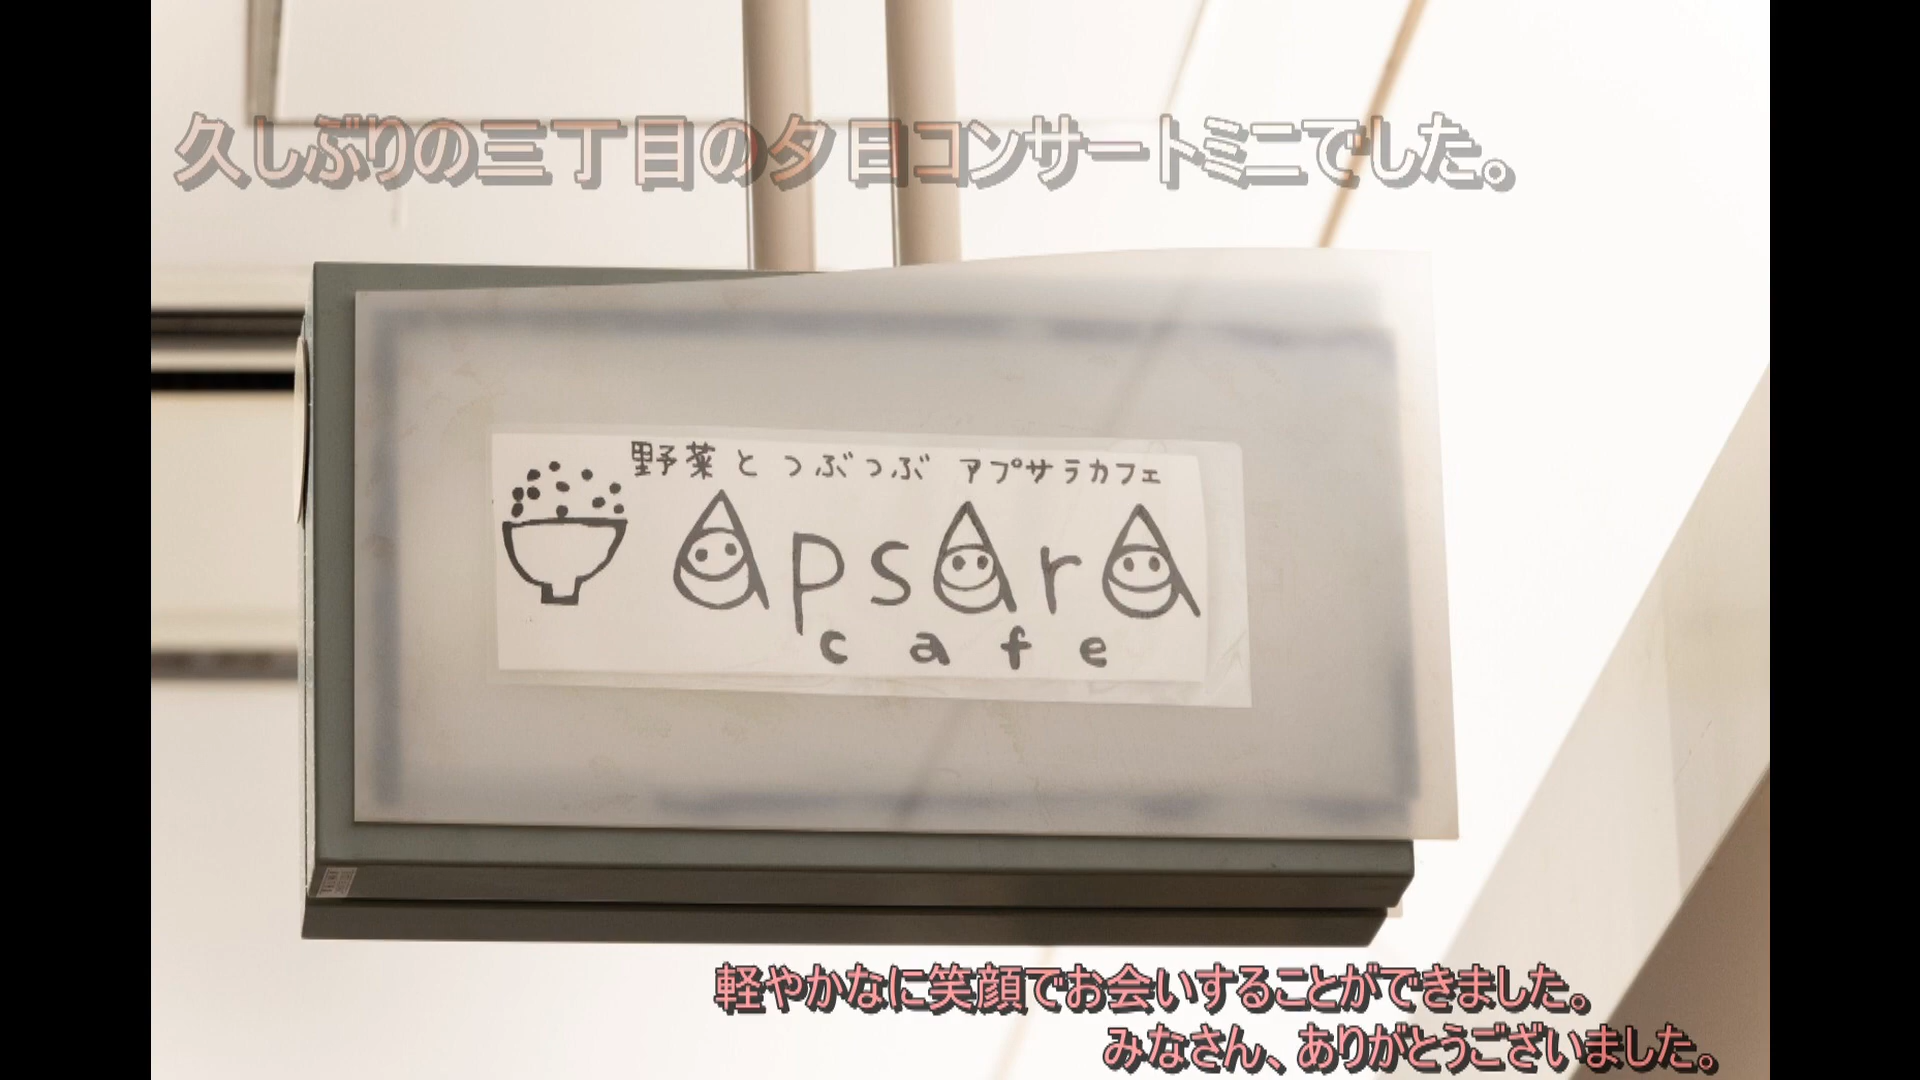 久しぶりの三丁目の夕日コンサートミニでした。
野菜と つぶつぶ アプサラカフェ
apsara
cafe
軽やかなに笑顔でお会いすることができました。
みなさん、ありがとうございました。